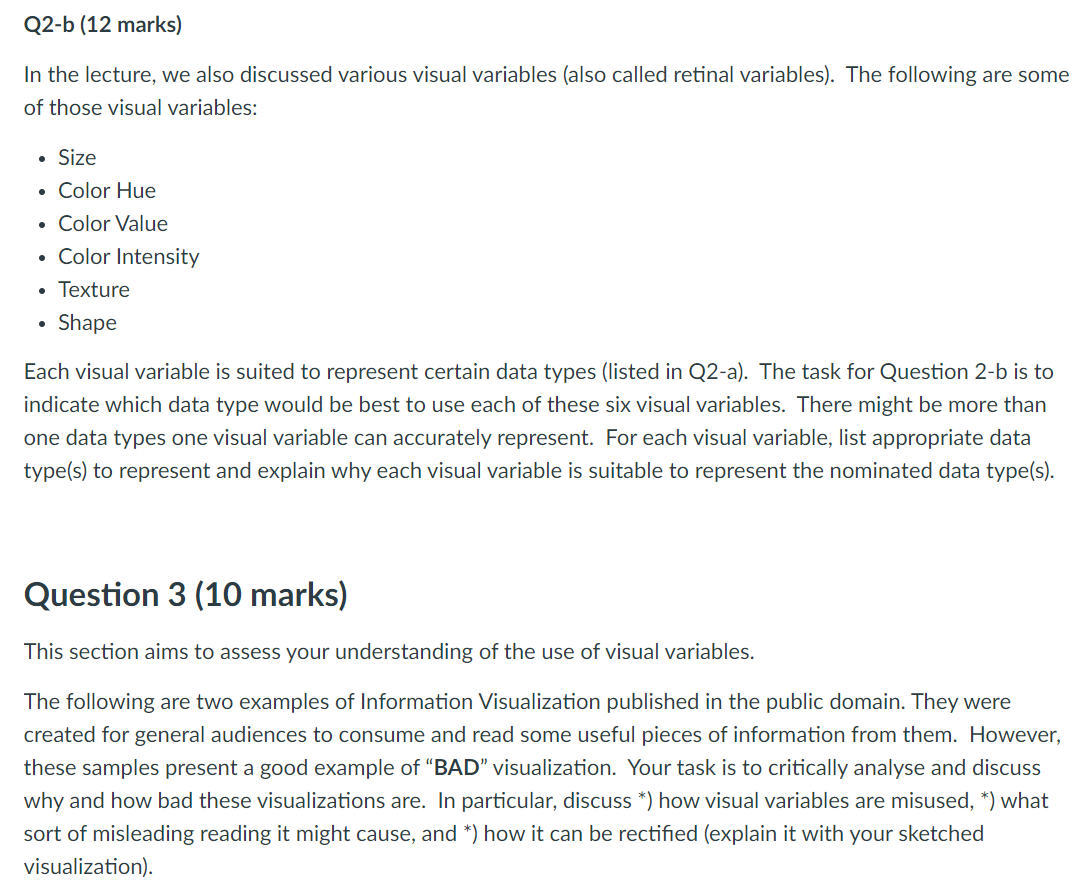 Q2-b (12 marks)
In the lecture, we also discussed various visual variables (also called retinal variables).  The following are some
of those visual variables:
• Size
• Color Hue
• Color Value
• Color Intensity
• Texture
• Shape
Each visual variable is suited to represent certain data types (listed in Q2-a).  The task for Question 2-b is to
indicate which data type would be best to use each of these six visual variables.  There might be more than
one data types one visual variable can accurately represent.  For each visual variable, list appropriate data
type(s) to represent and explain why each visual variable is suitable to represent the nominated data type(s).
Question 3 (10 marks)
This section aims to assess your understanding of the use of visual variables.
The following are two examples of Information Visualization published in the public domain. They were
created for general audiences to consume and read some useful pieces of information from them.  However,
these samples present a good example of “BAD” visualization.  Your task is to critically analyse and discuss
why and how bad these visualizations are.  In particular, discuss *) how visual variables are misused, *) what
sort of misleading reading it might cause, and *) how it can be rectified (explain it with your sketched
visualization).